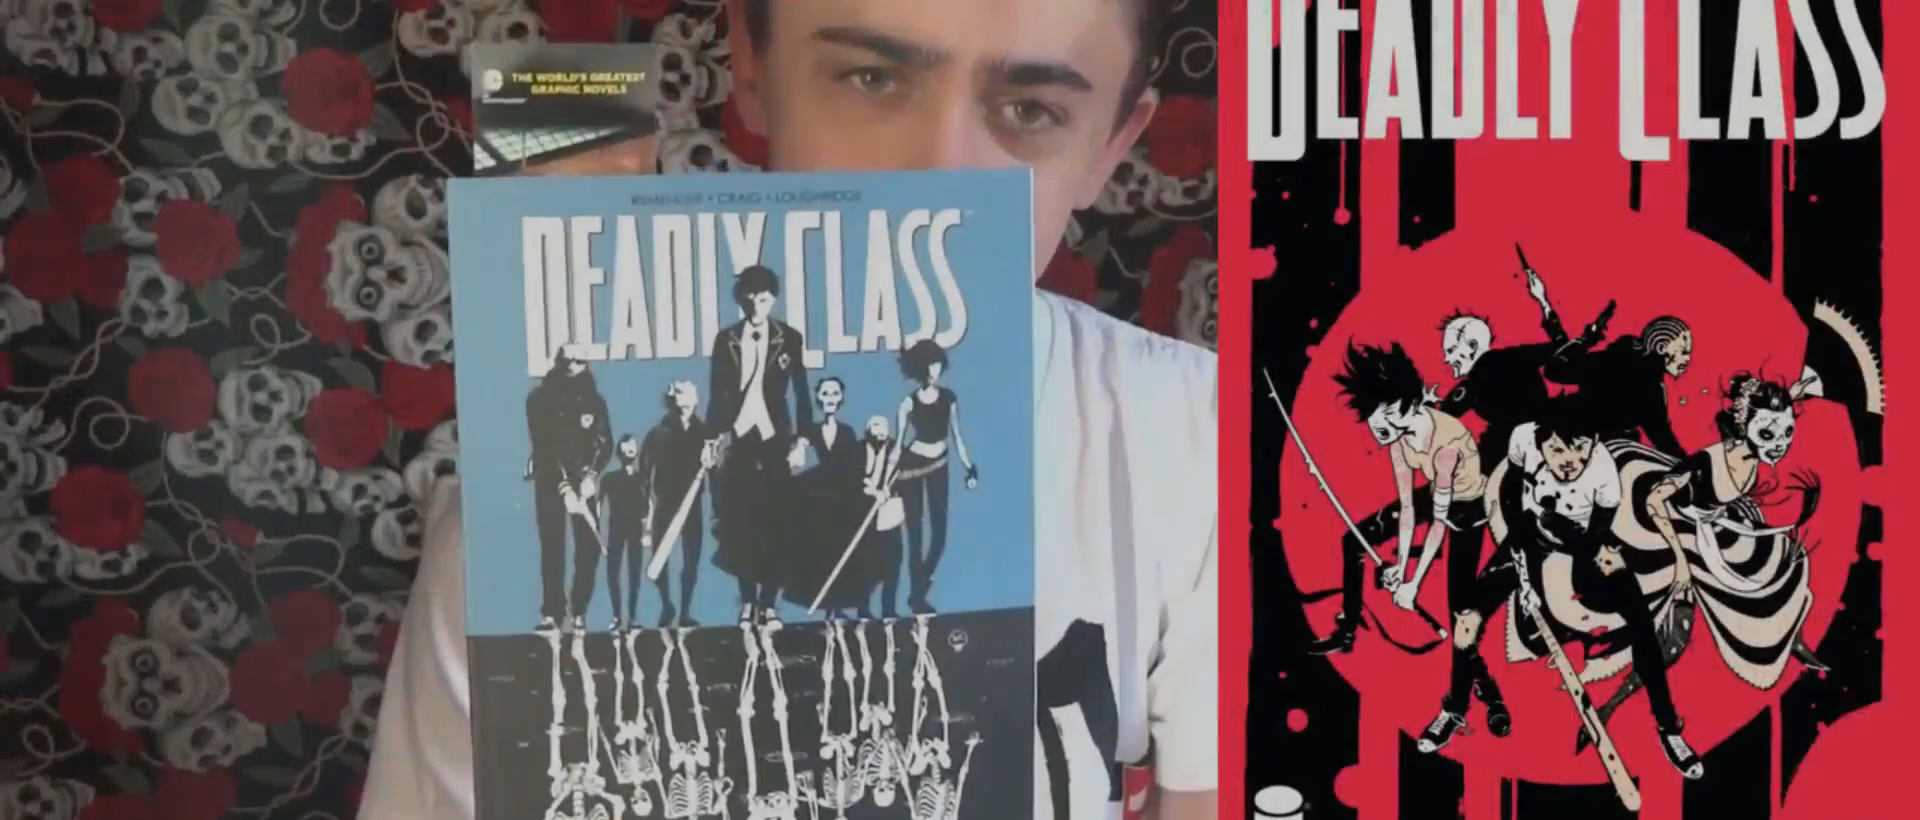 THE WORLD'S GREATEST
GRAPHIC NOVELS
REMENDER • CRAIG • LOUGHRIDGE
DEADLY CLASS
DEADLY CLASS